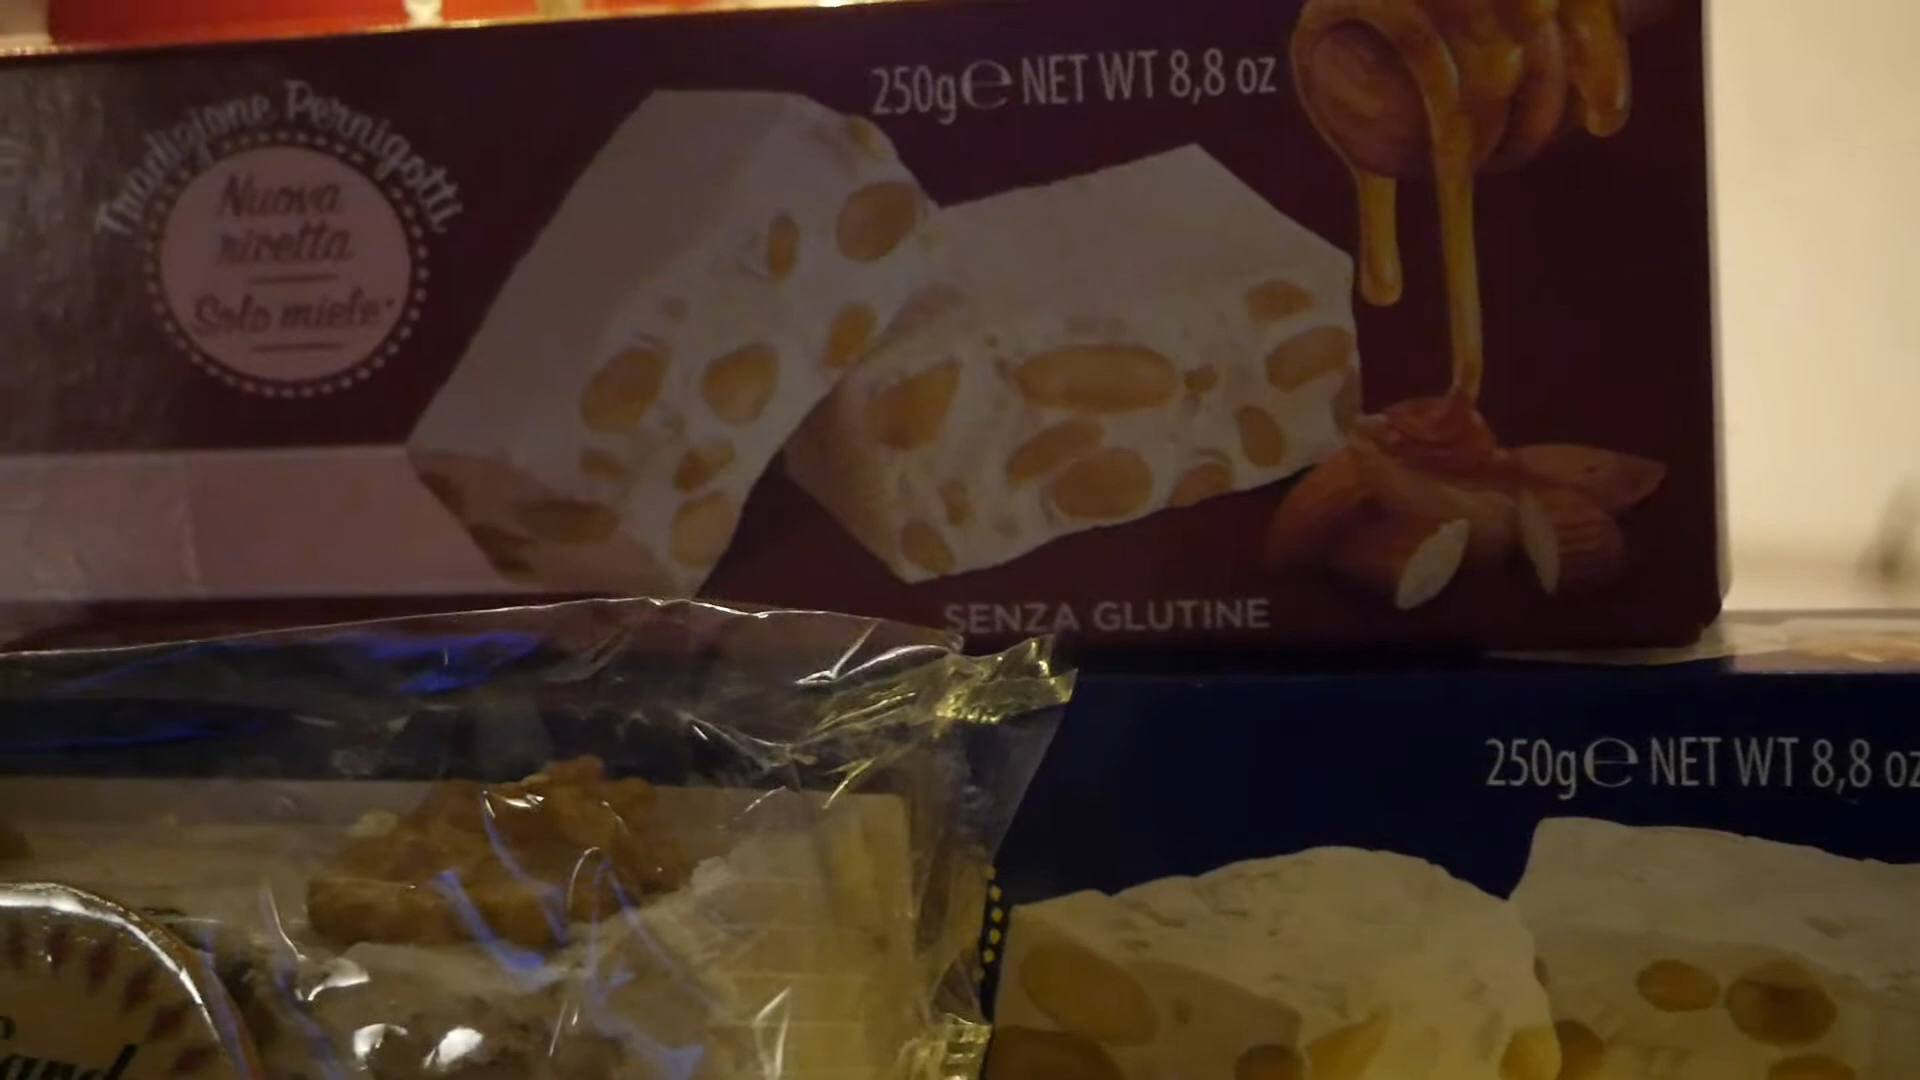 Tradizione Pernigotti
Nuova
ricetta
Solo miele*
250g e NET WT 8,8 oz
SENZA GLUTINE
250g e NET WT 8,8 oz